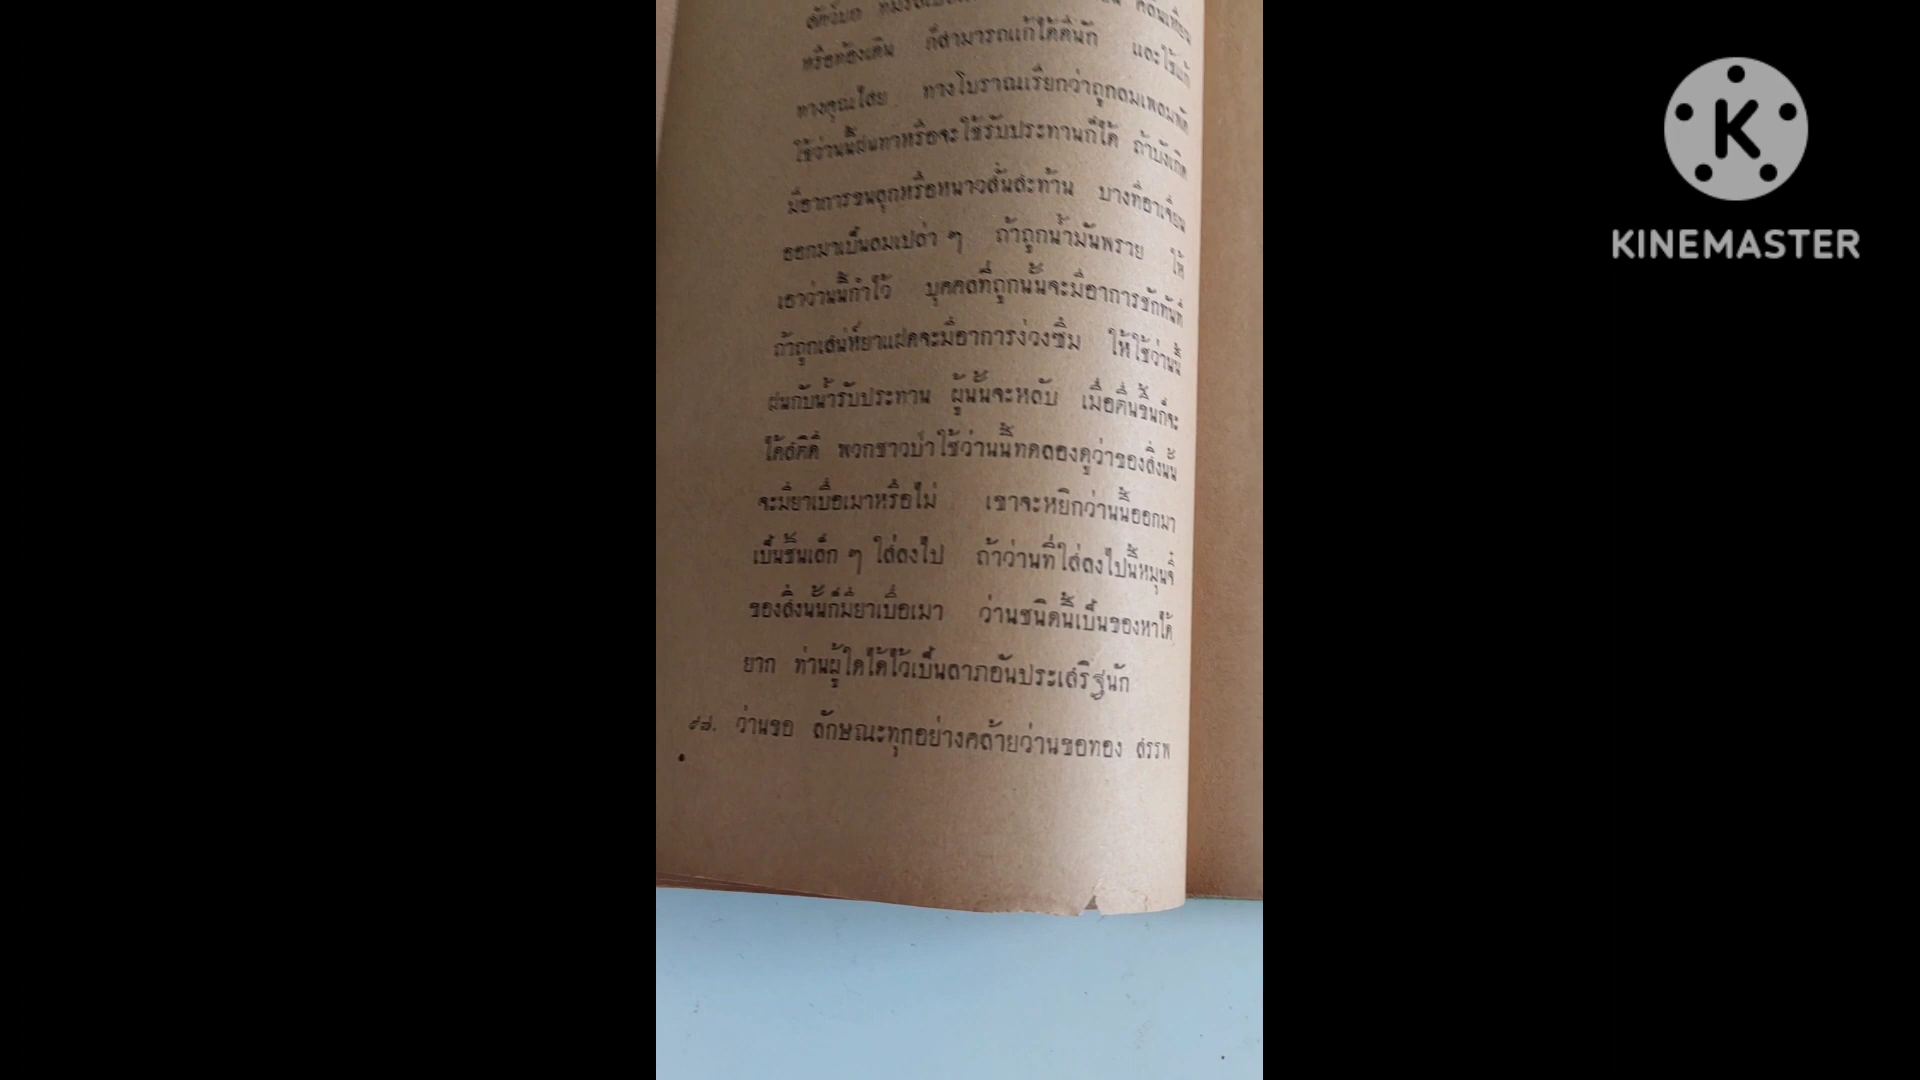 หรือท้องเดิน ก็สามารถแก้ได้ดีนัก และใช้แก้
ทางคุณไสย ทางโบราณเรียกว่าถูกลมเพลมพัด
ใช้ว่านนี้ฝนทาหรือจะใช้รับประทานก็ได้ ถ้าบังเกิด
มีอาการขนลุกหรือหนาวสั่นสะท้าน บางทีอาเจียน
ออกมาเป็นลมเปล่า ๆ ถ้าถูกน้ำมันพราย ให้
เอาว่านนี้กำไว้ บุคคลที่ถูกนั้นจะมีอาการชักทันที
ถ้าถูกเสน่ห์ยาแฝดจะมีอาการง่วงซึม ให้ใช้ว่านนี้
ฝนกับน้ำรับประทาน ผู้นั้นจะหลับ เมื่อตื่นขึ้นก็จะ
ได้สติดี พวกชาวป่าใช้ว่านนี้ทดลองดูว่าของสิ่งนั้น
จะมียาเบื่อเมาหรือไม่ เขาจะหยิกว่านนี้ออกมา
เป็นชิ้นเล็ก ๆ ใส่ลงไป ถ้าว่านที่ใส่ลงไปนี้หมุนจี๋
ของสิ่งนั้นก็มียาเบื่อเมา ว่านชนิดนี้เป็นของหาได้
ยาก ท่านผู้ใดได้ไว้เป็นลาภอันประเสริฐนัก
ว่านขอ ลักษณะทุกอย่างคล้ายว่านขอทอง สรรพ
KINEMASTER